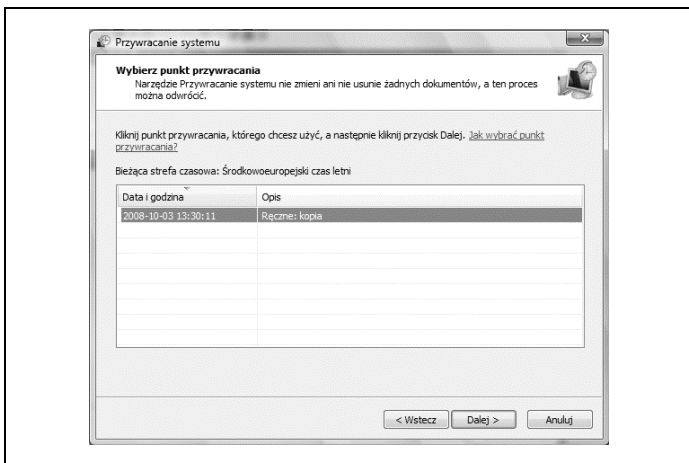 Przywracanie systemu
Wybierz punkt przywracania
Narzędzie Przywracanie systemu nie zmieni ani nie usunie żadnych dokumentów, a ten proces
można odwrócić.
Kliknij punkt przywracania, którego chcesz użyć, a następnie kliknij przycisk Dalej. Jak wybrać punkt
przywracania?
Bieżąca strefa czasowa: Środkowoeuropejski czas letni
Data i godzina Opis
2008-10-03 13:30:11 Ręczne: kopia
< Wstecz Dalej > Anuluj